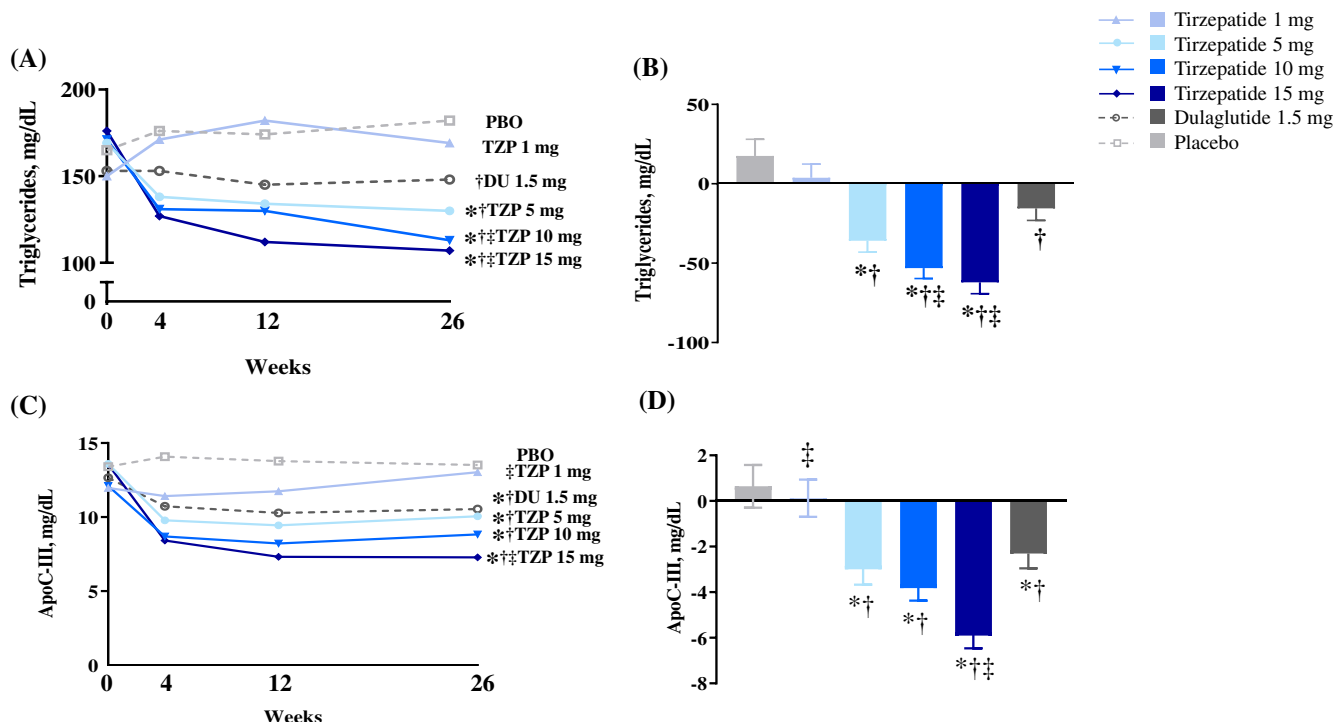 Tirzepatide 1 mg
Tirzepatide 5 mg
Tirzepatide 10 mg
Tirzepatide 15 mg
Dulaglutide 1.5 mg
Placebo
(A)
Triglycerides, mg/dL
200
150
100
0
0 4 12 26
Weeks
PBO
TZP 1 mg
†DU 1.5 mg
*†TZP 5 mg
*†‡TZP 10 mg
*†‡TZP 15 mg
(B)
Triglycerides, mg/dL
50
0
-50
-100
*†
*†‡
*†‡
†
(C)
ApoC-III, mg/dL
15
10
5
0
0 4 12 26
Weeks
PBO
‡TZP 1 mg
*†DU 1.5 mg
*†TZP 5 mg
*†TZP 10 mg
*†‡TZP 15 mg
(D)
ApoC-III, mg/dL
2
0
-2
-4
-6
-8
‡
*†
*†
*†‡
*†